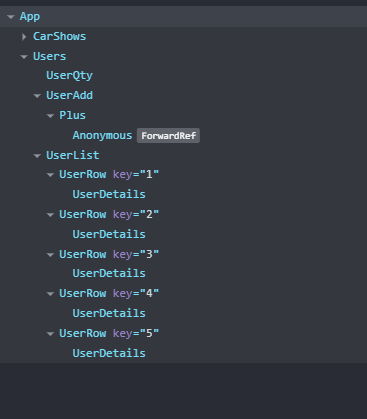 App
CarShows
Users
UserQty
UserAdd
Plus
Anonymous ForwardRef
UserList
UserRow key="1"
UserDetails
UserRow key="2"
UserDetails
UserRow key="3"
UserDetails
UserRow key="4"
UserDetails
UserRow key="5"
UserDetails